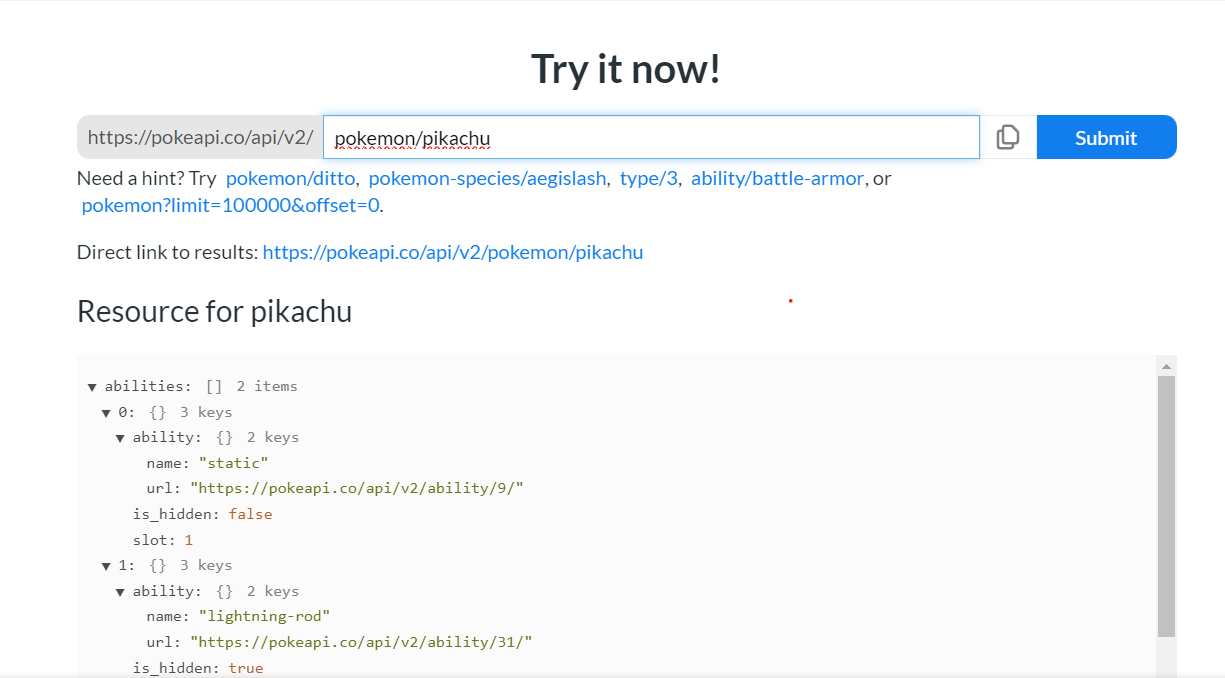 Try it now!
https://pokeapi.co/api/v2/ pokemon/pikachu Submit
Need a hint? Try pokemon/ditto, pokemon-species/aegislash, type/3, ability/battle-armor, or
pokemon?limit=100000&offset=0.
Direct link to results: https://pokeapi.co/api/v2/pokemon/pikachu
Resource for pikachu
▼ abilities: [] 2 items
▼ 0: {} 3 keys
▼ ability: {} 2 keys
name: "static"
url: "https://pokeapi.co/api/v2/ability/9/"
is_hidden: false
slot: 1
▼ 1: {} 3 keys
▼ ability: {} 2 keys
name: "lightning-rod"
url: "https://pokeapi.co/api/v2/ability/31/"
is_hidden: true